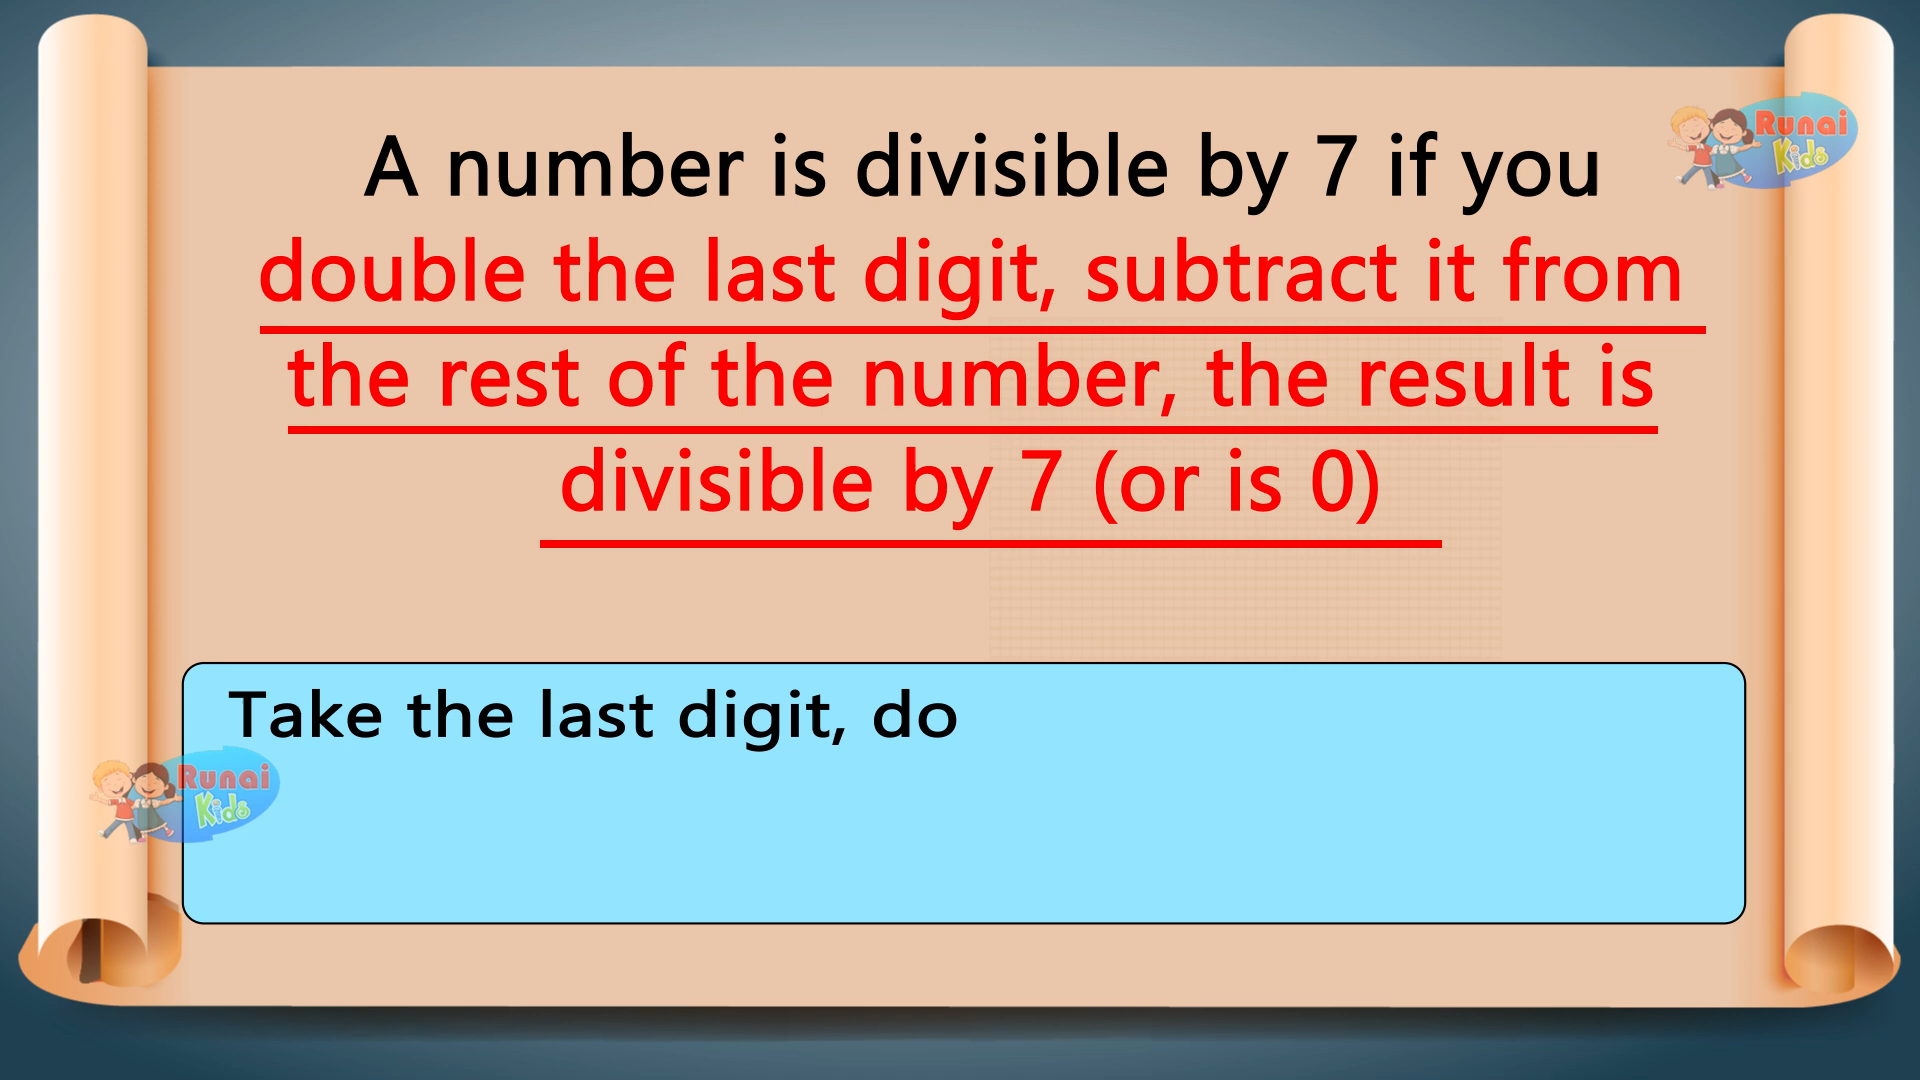 Runai
Kids
A number is divisible by 7 if you
double the last digit, subtract it from
the rest of the number, the result is
divisible by 7 (or is 0)
Take the last digit, do
Runai
Kids